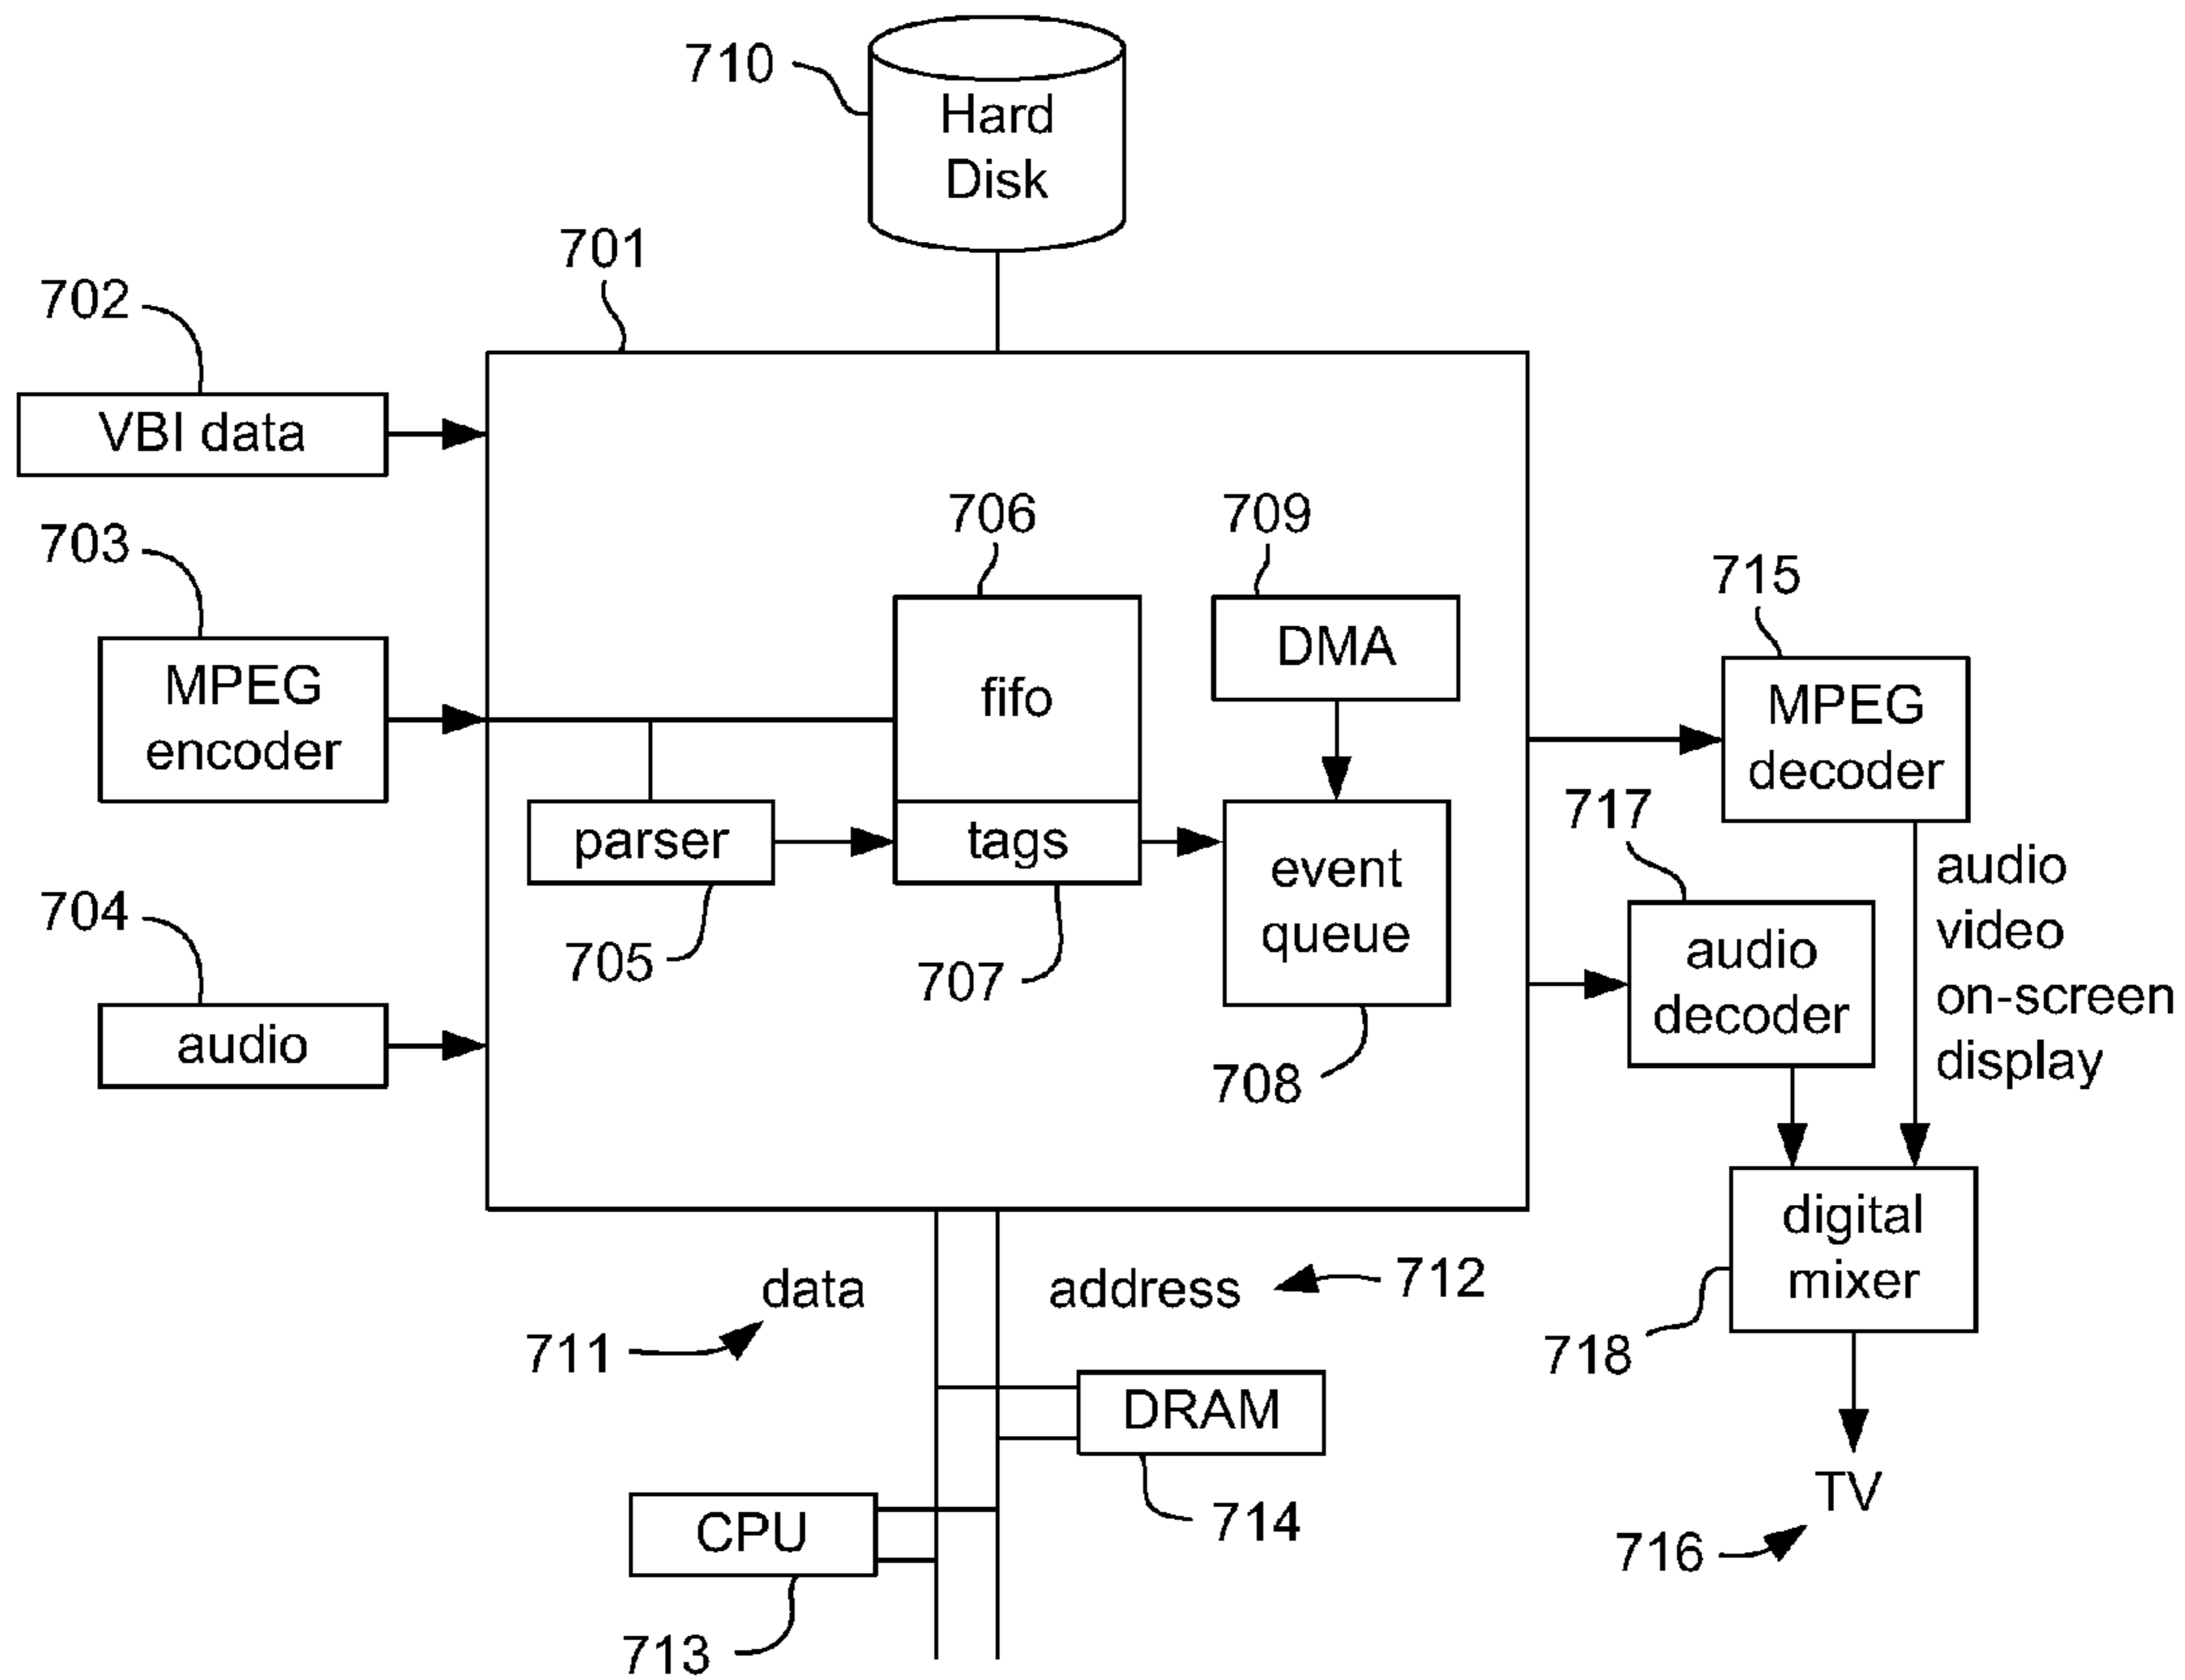 710
Hard
Disk
701
702
VBI data
706
709
703
715
MPEG
encoder
fifo
DMA
MPEG
decoder
717
parser
tags
event
queue
audio
video
on-screen
display
704
705
707
audio
decoder
audio
708
digital
mixer
data
address
712
711
718
DRAM
TV
CPU
714
716
713